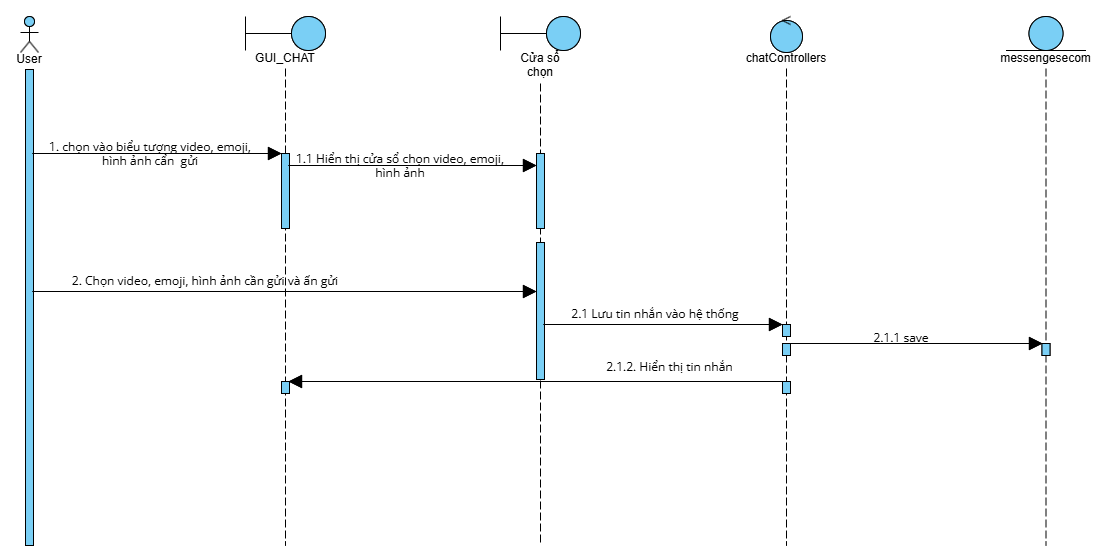 User
GUI_CHAT
Cửa sổ
chọn
chatControllers
messengesecom
1. chọn vào biểu tượng video, emoji,
hình ảnh cần gửi
1.1 Hiển thị cửa sổ chọn video, emoji,
hình ảnh
2. Chọn video, emoji, hình ảnh cần gửi và ấn gửi
2.1 Lưu tin nhắn vào hệ thống
2.1.1 save
2.1.2. Hiển thị tin nhắn